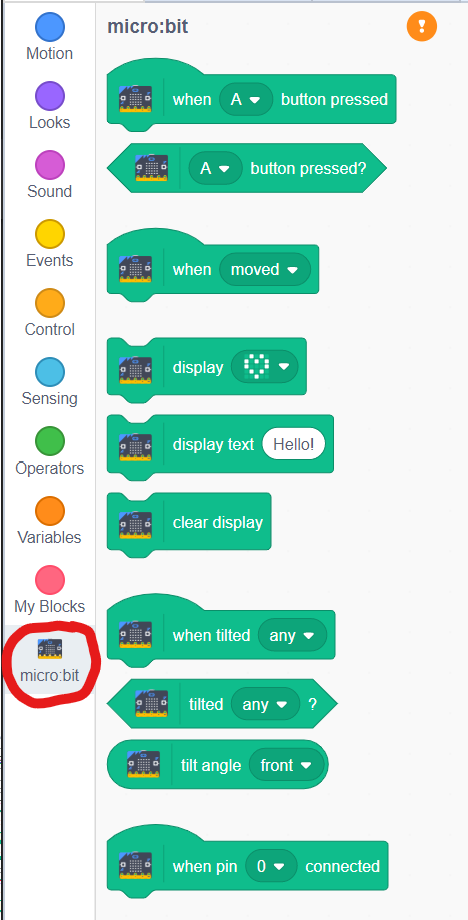 Motion
Looks
Sound
Events
Control
Sensing
Operators
Variables
My Blocks
micro:bit
micro:bit
when A button pressed
A button pressed?
when moved
display
display text Hello!
clear display
when tilted any
tilted any ?
tilt angle front
when pin 0 connected